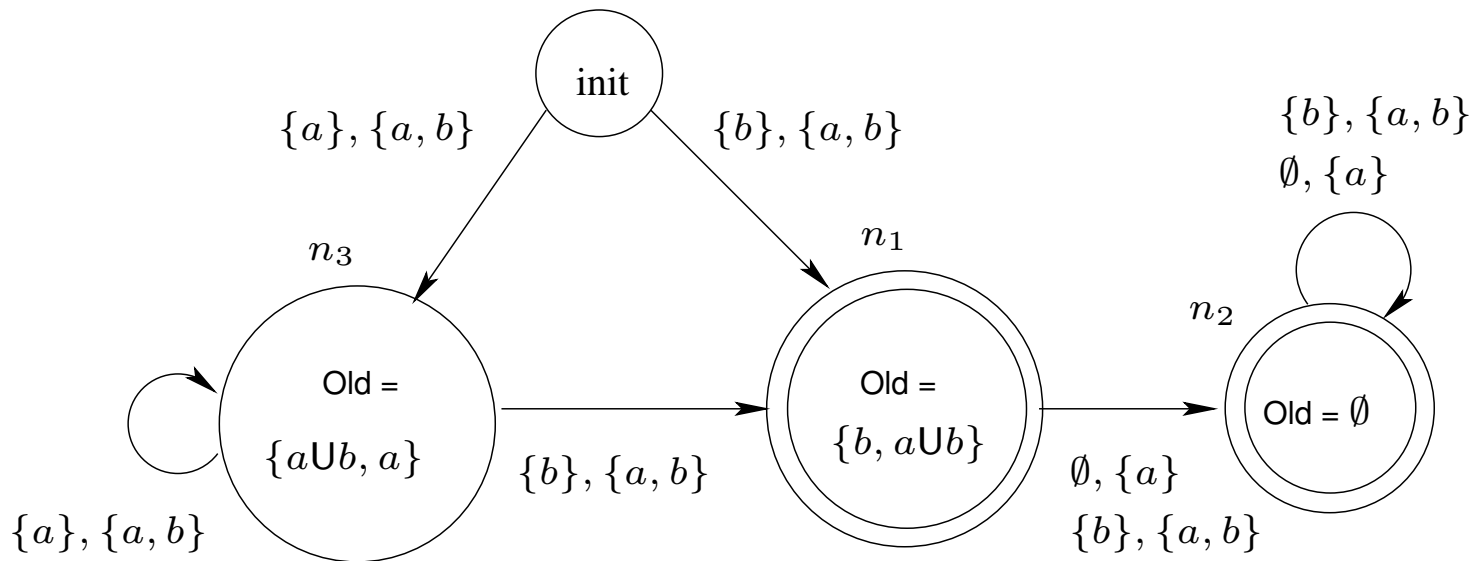 init
{a}, {a, b}
{b}, {a, b}
{b}, {a, b}
∅, {a}
n₃
n₁
n₂
Old =
{aUb, a}
Old =
{b, aUb}
Old = ∅
{a}, {a, b}
{b}, {a, b}
∅, {a}
{b}, {a, b}